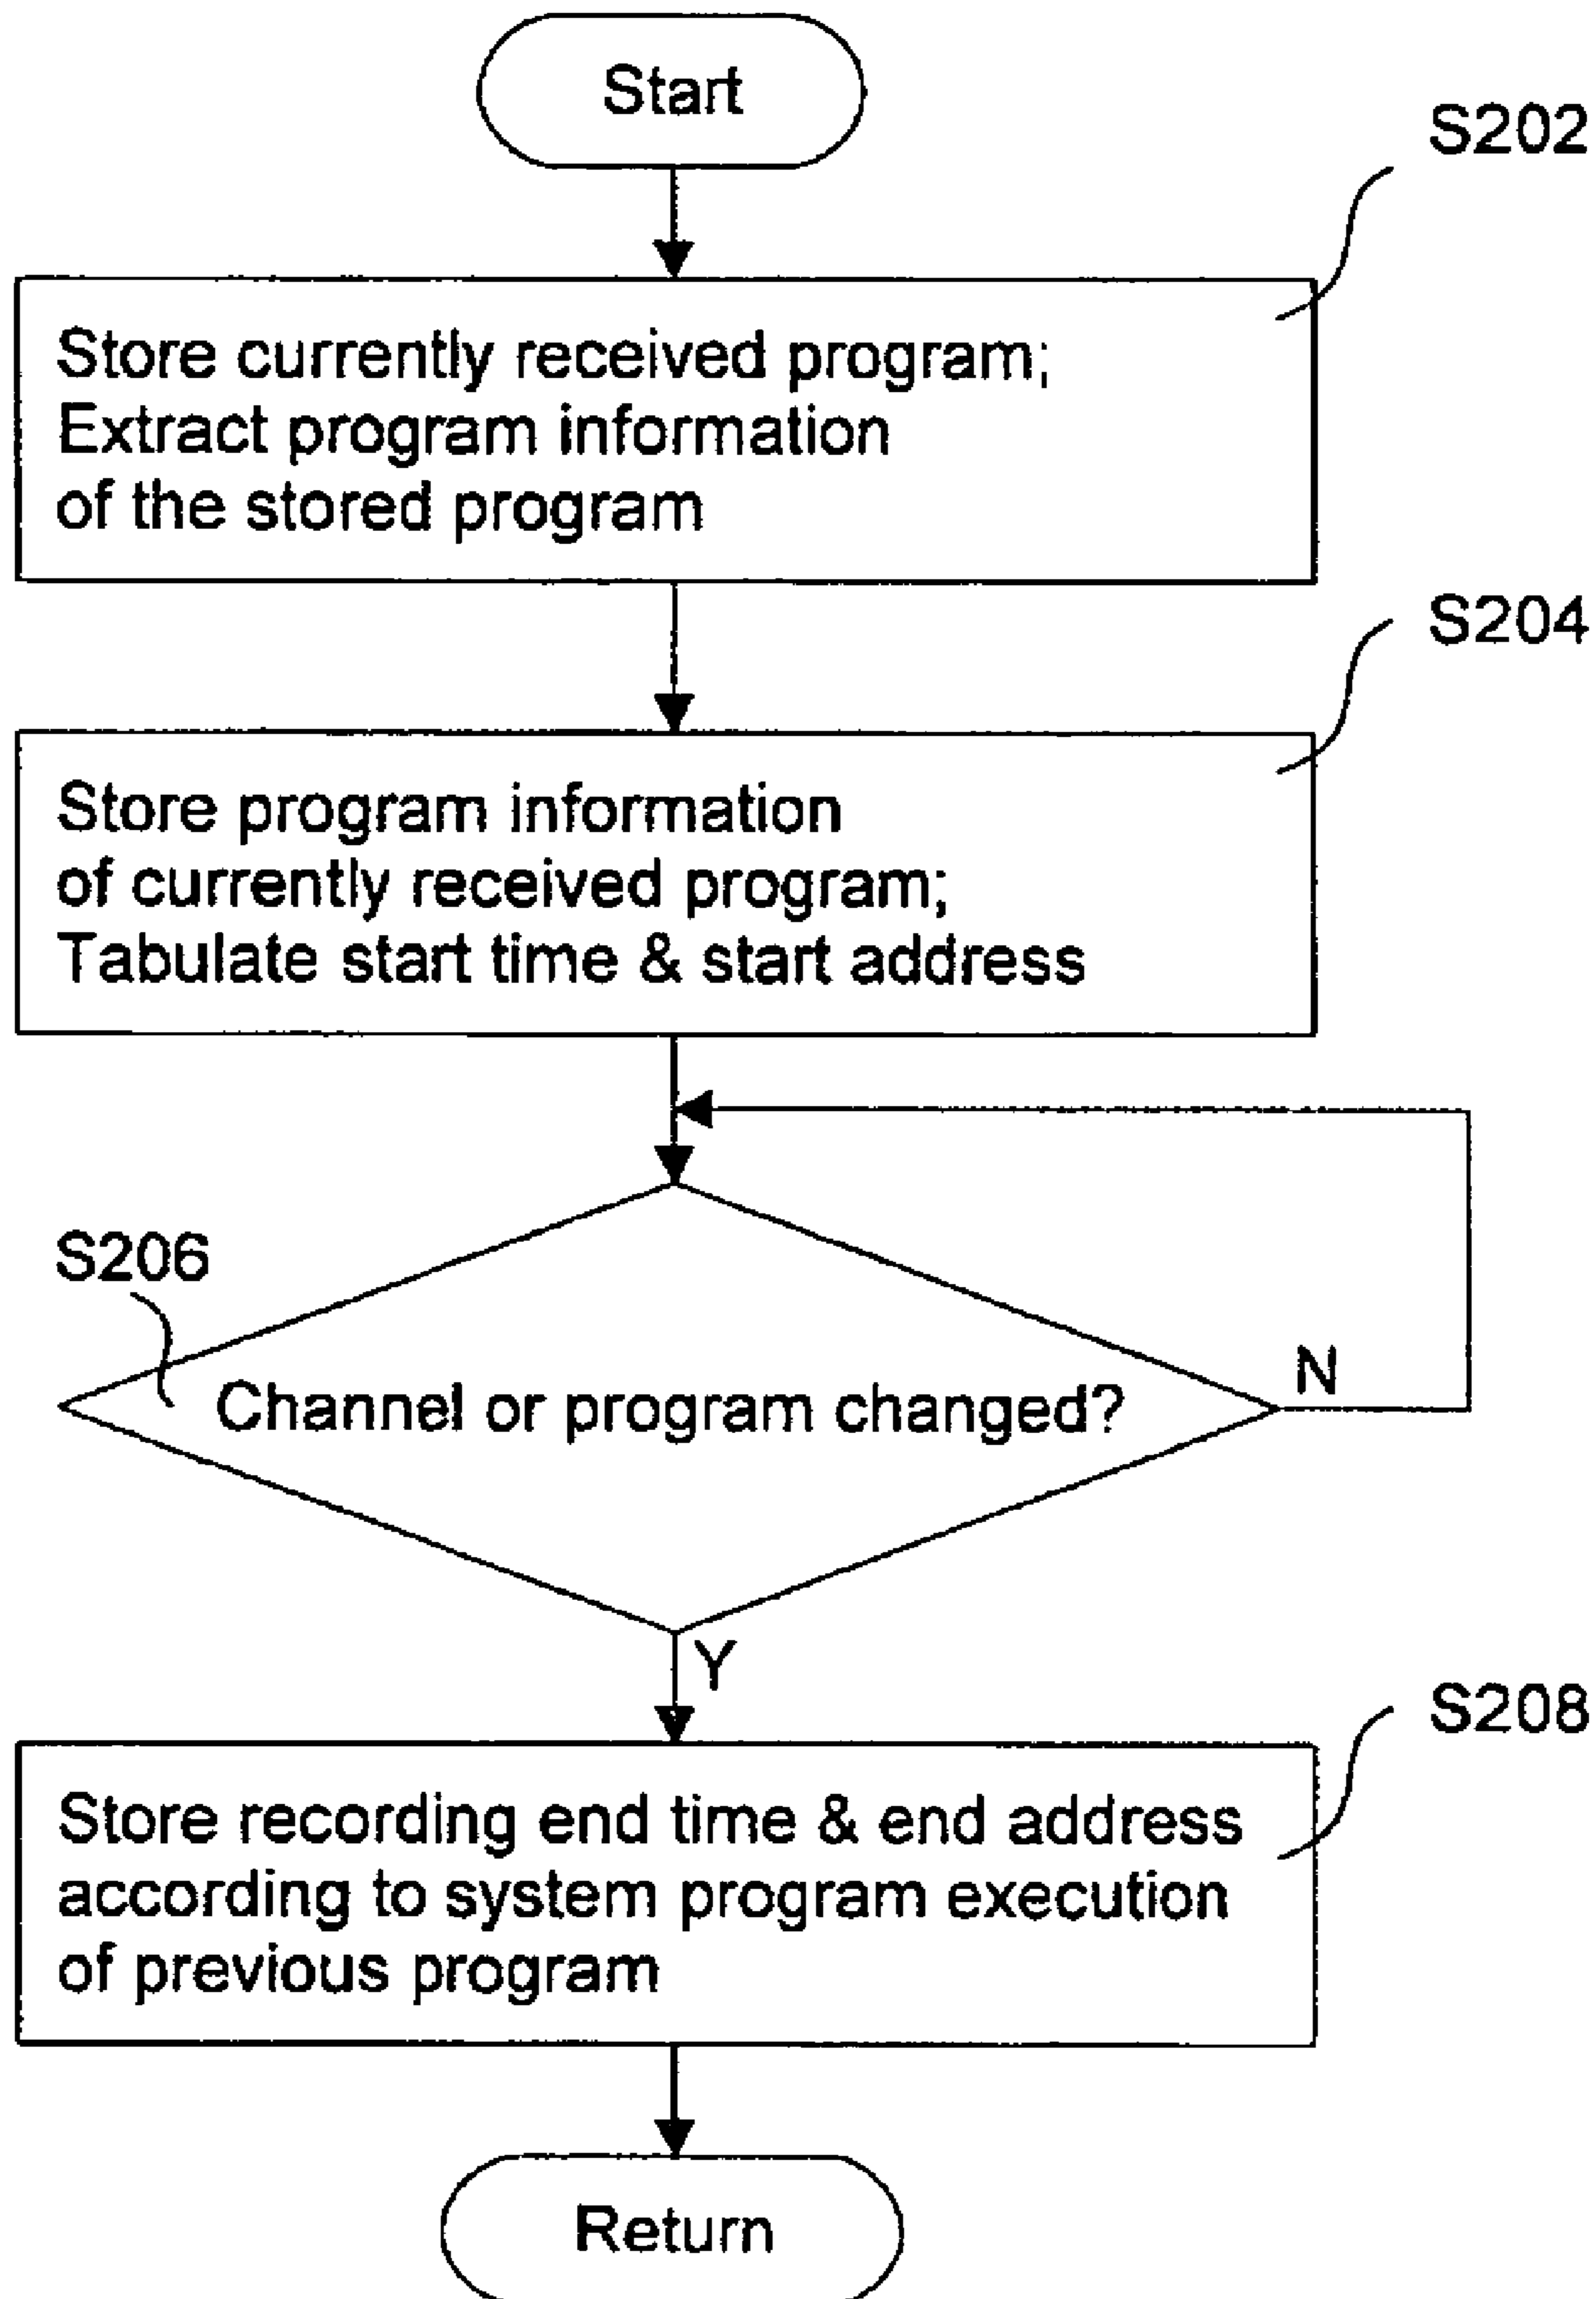 Start
S202
Store currently received program;
Extract program information
of the stored program
S204
Store program information
of currently received program;
Tabulate start time & start address
S206
Channel or program changed?
N
Y
S208
Store recording end time & end address
according to system program execution
of previous program
Return